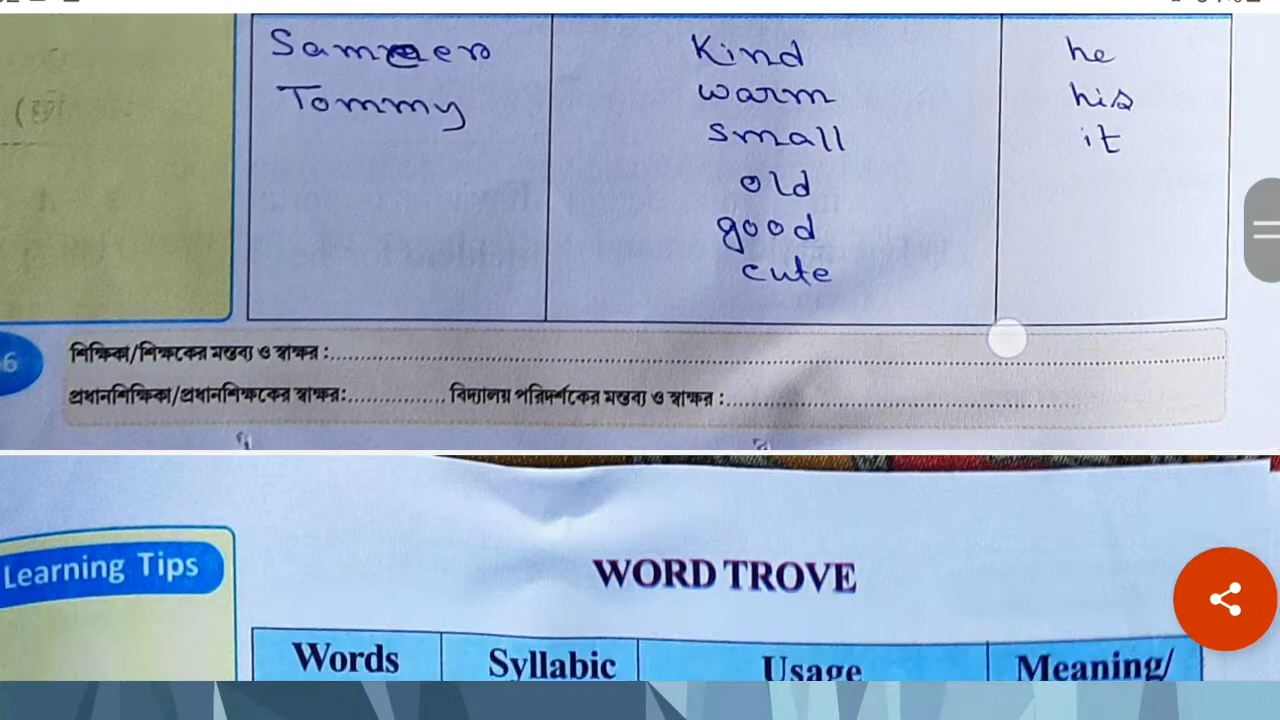 Sameer Kind he
Tommy warm his
small it
old
good
cute
6
শিক্ষিকা/শিক্ষকের মন্তব্য ও স্বাক্ষর :
প্রধানশিক্ষিকা/প্রধানশিক্ষকের স্বাক্ষর: বিদ্যালয় পরিদর্শকের মন্তব্য ও স্বাক্ষর :
Learning Tips
WORD TROVE
Words Syllabic Usage Meaning/